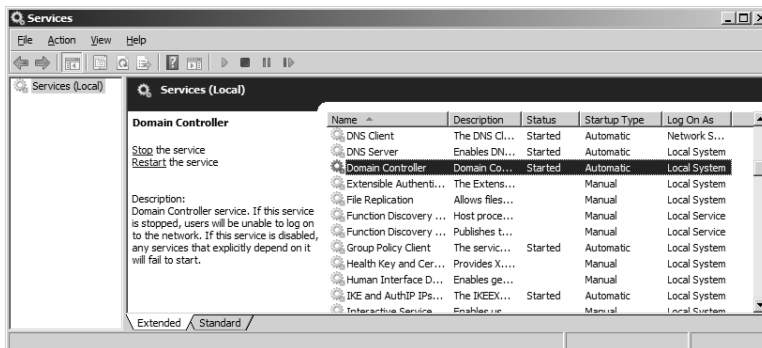 Services
File Action View Help
Services (Local)
Services (Local)
Domain Controller
Stop the service
Restart the service
Description:
Domain Controller service. If this service
is stopped, users will be unable to log on
to the network. If this service is disabled,
any services that explicitly depend on it
will fail to start.
Name Description Status Startup Type Log On As
DNS Client The DNS Cl... Started Automatic Network S...
DNS Server Enables DN... Started Automatic Local System
Domain Controller Domain Co... Started Automatic Local System
Extensible Authenti... The Extens... Manual Local System
File Replication Allows files... Manual Local System
Function Discovery ... Host proce... Manual Local Service
Function Discovery ... Publishes t... Manual Local Service
Group Policy Client The servic... Started Automatic Local System
Health Key and Cer... Provides X.... Manual Local System
Human Interface D... Enables ge... Manual Local System
IKE and AuthIP IPs... The IKEEX... Started Automatic Local System
Interactive Service Enables us Manual Local System
Extended Standard